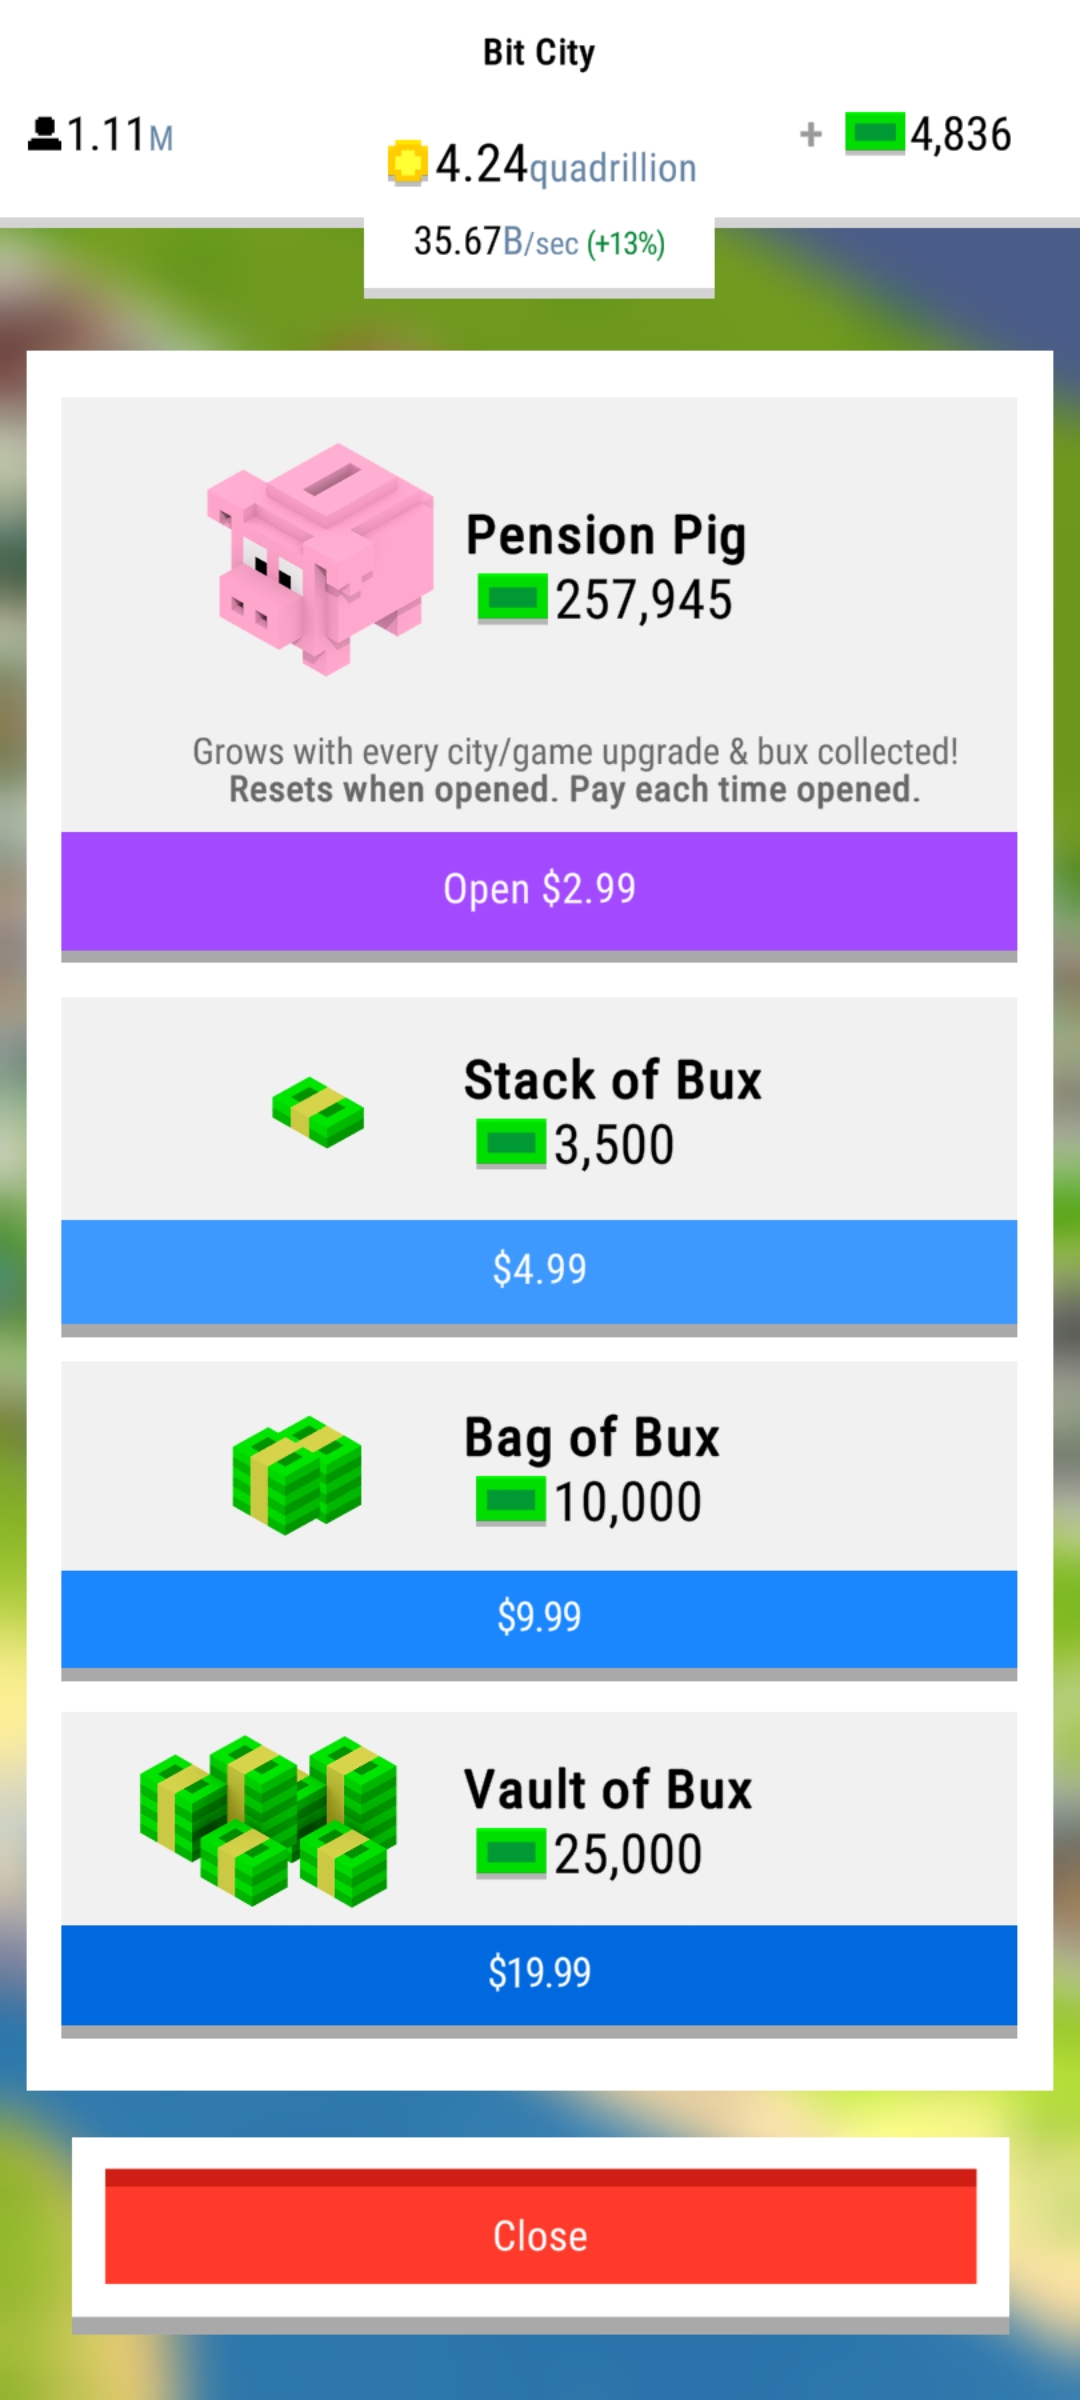 Bit City
1.11M
4.24quadrillion
+ 4,836
35.67B/sec (+13%)
Pension Pig
257,945
Grows with every city/game upgrade & bux collected!
Resets when opened. Pay each time opened.
Open $2.99
Stack of Bux
3,500
$4.99
Bag of Bux
10,000
$9.99
Vault of Bux
25,000
$19.99
Close